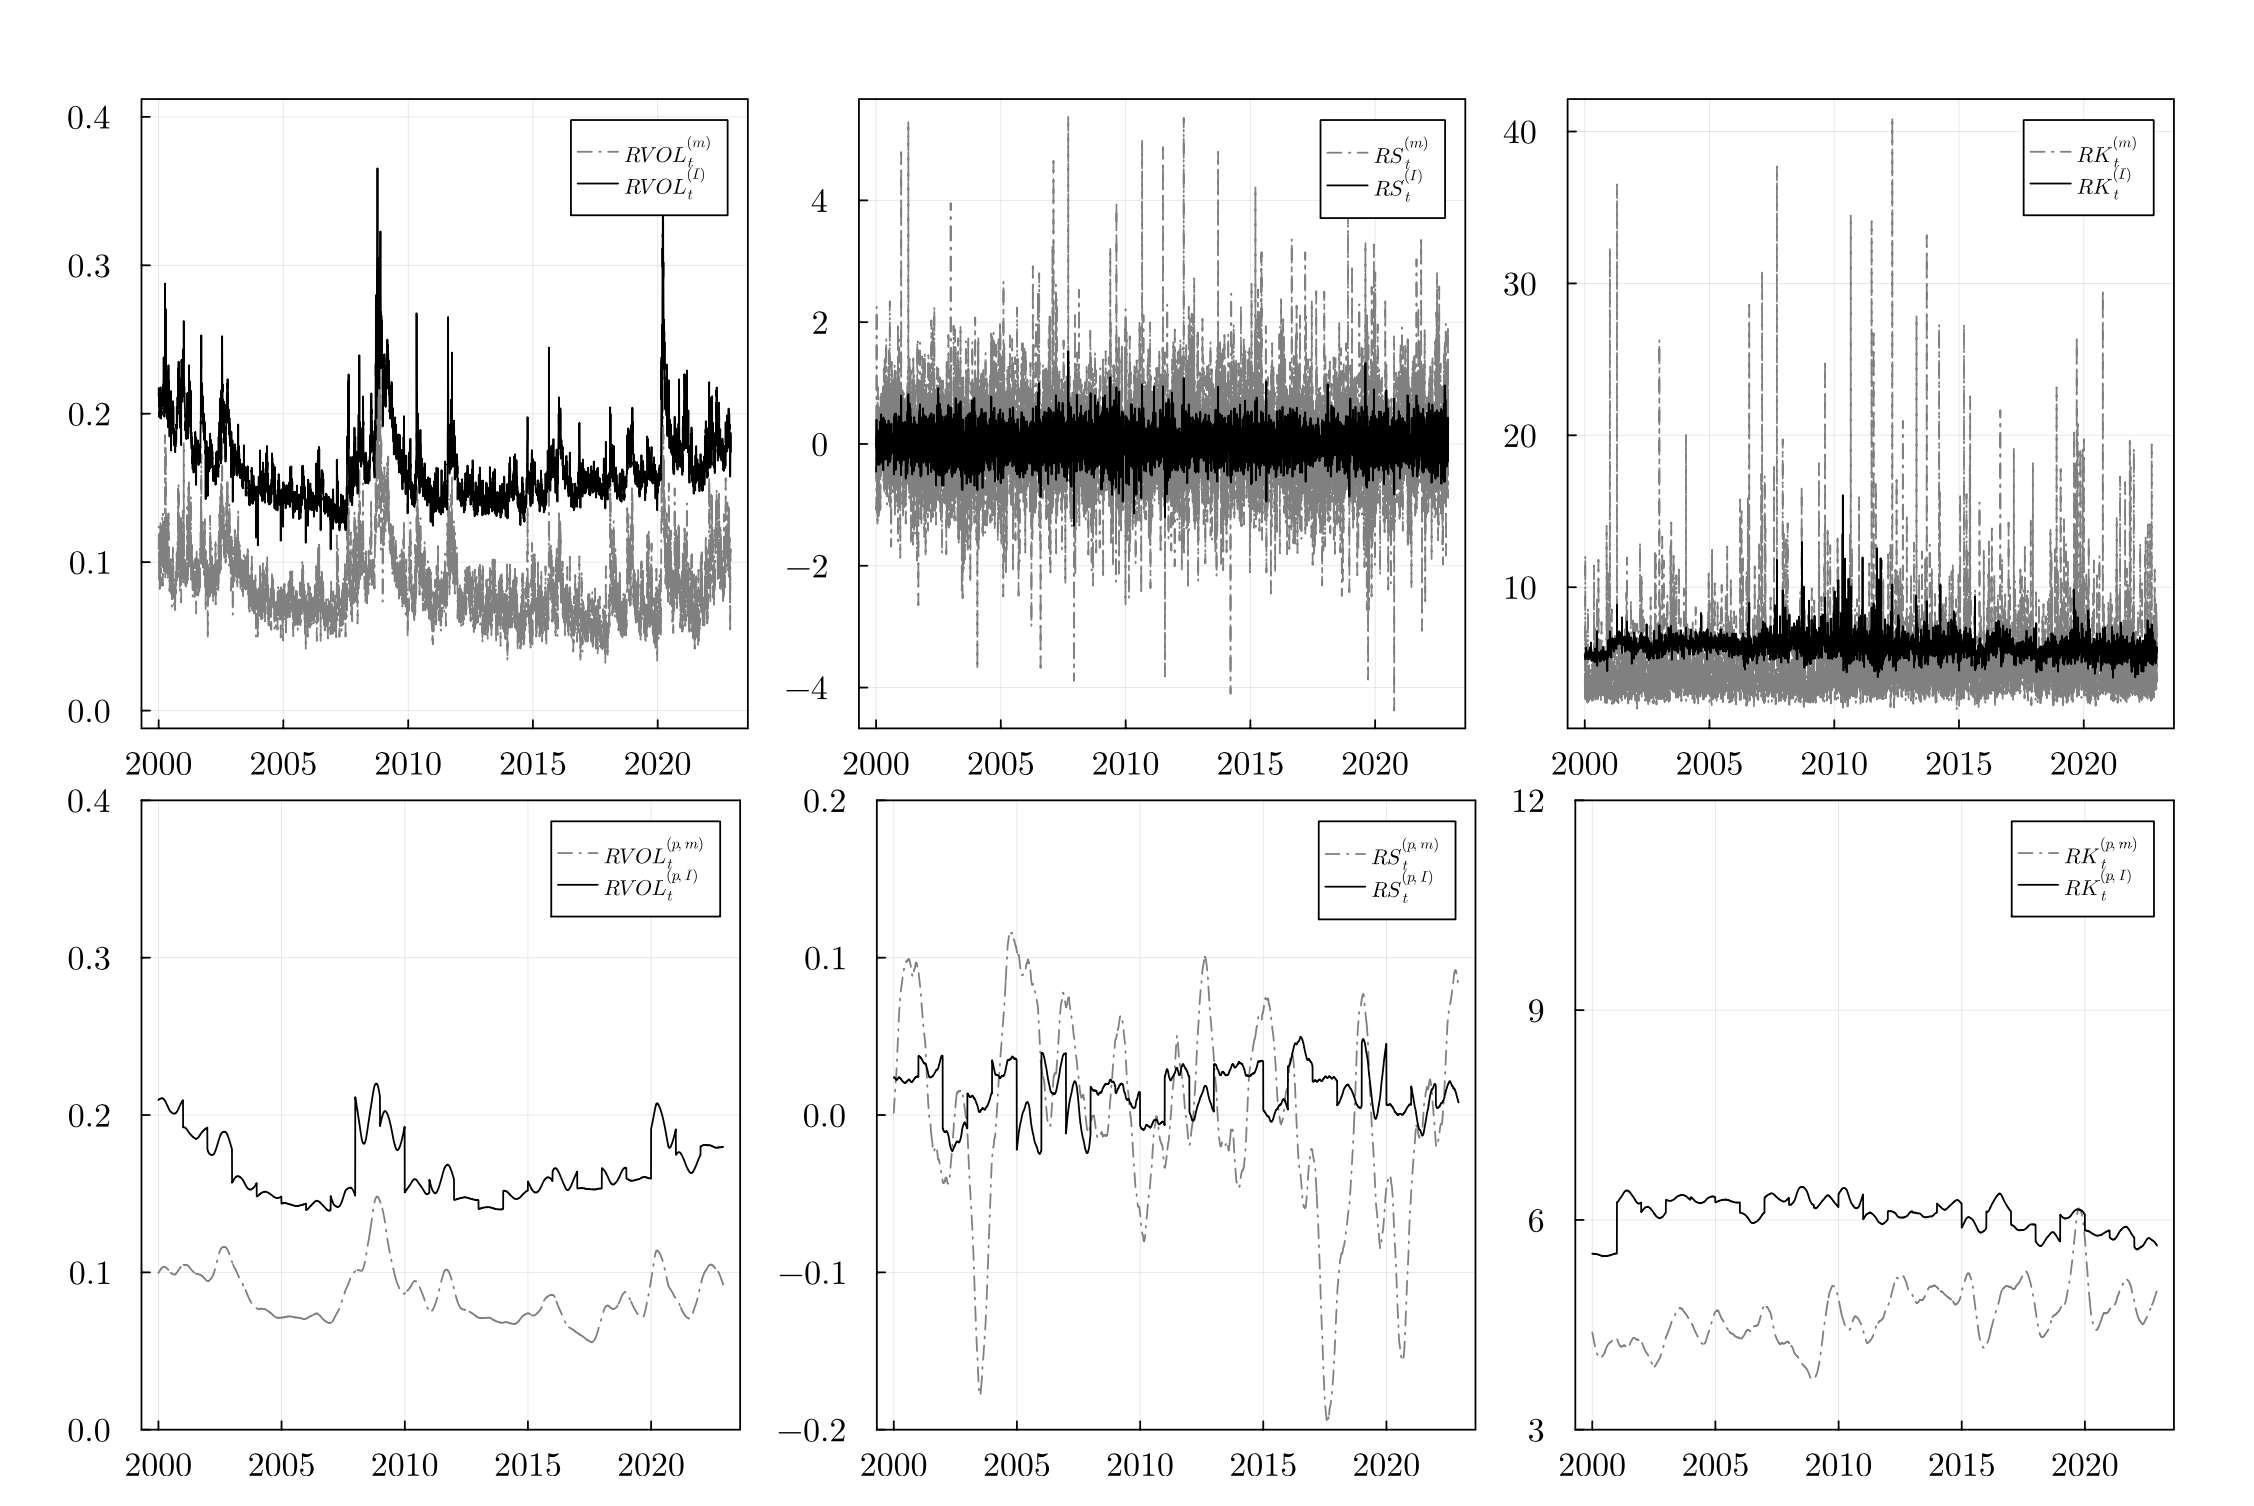 0.4
0.3
0.2
0.1
0.0
2000 2005 2010 2015 2020
RVOL_t^(m)
RVOL_t^(I)
4
2
0
−2
−4
2000 2005 2010 2015 2020
RS_t^(m)
RS_t^(I)
40
30
20
10
2000 2005 2010 2015 2020
RK_t^(m)
RK_t^(I)
0.4
0.3
0.2
0.1
0.0
2000 2005 2010 2015 2020
RVOL_t^(p,m)
RVOL_t^(p,I)
0.2
0.1
0.0
−0.1
−0.2
2000 2005 2010 2015 2020
RS_t^(p,m)
RS_t^(p,I)
12
9
6
3
2000 2005 2010 2015 2020
RK_t^(p,m)
RK_t^(p,I)